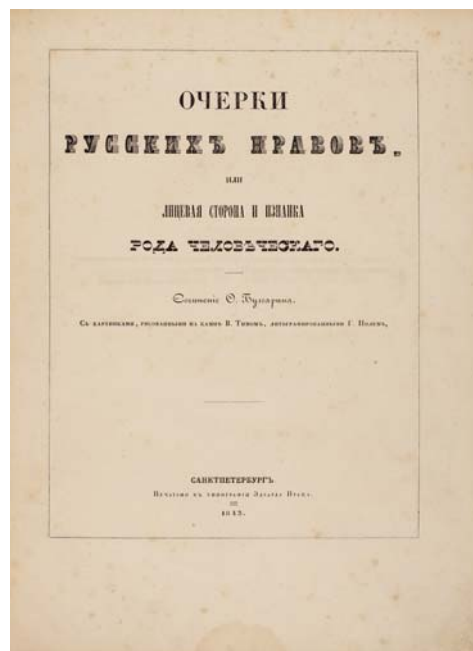 ОЧЕРКИ
РУССКИХЪ НРАВОВЪ,
ИЛИ
ЛИЦЕВАЯ СТОРОНА И ИЗНАНКА
РОДА ЧЕЛОВѢЧЕСКАГО.
Сочиненіе Ѳ. Булгарина.
Съ картинками, рисованными на камнѣ В. Тимомъ, литографированными Г. Полемъ,
САНКТПЕТЕРБУРГЪ.
Печатано въ типографіи Эдуарда Праца.
1843.